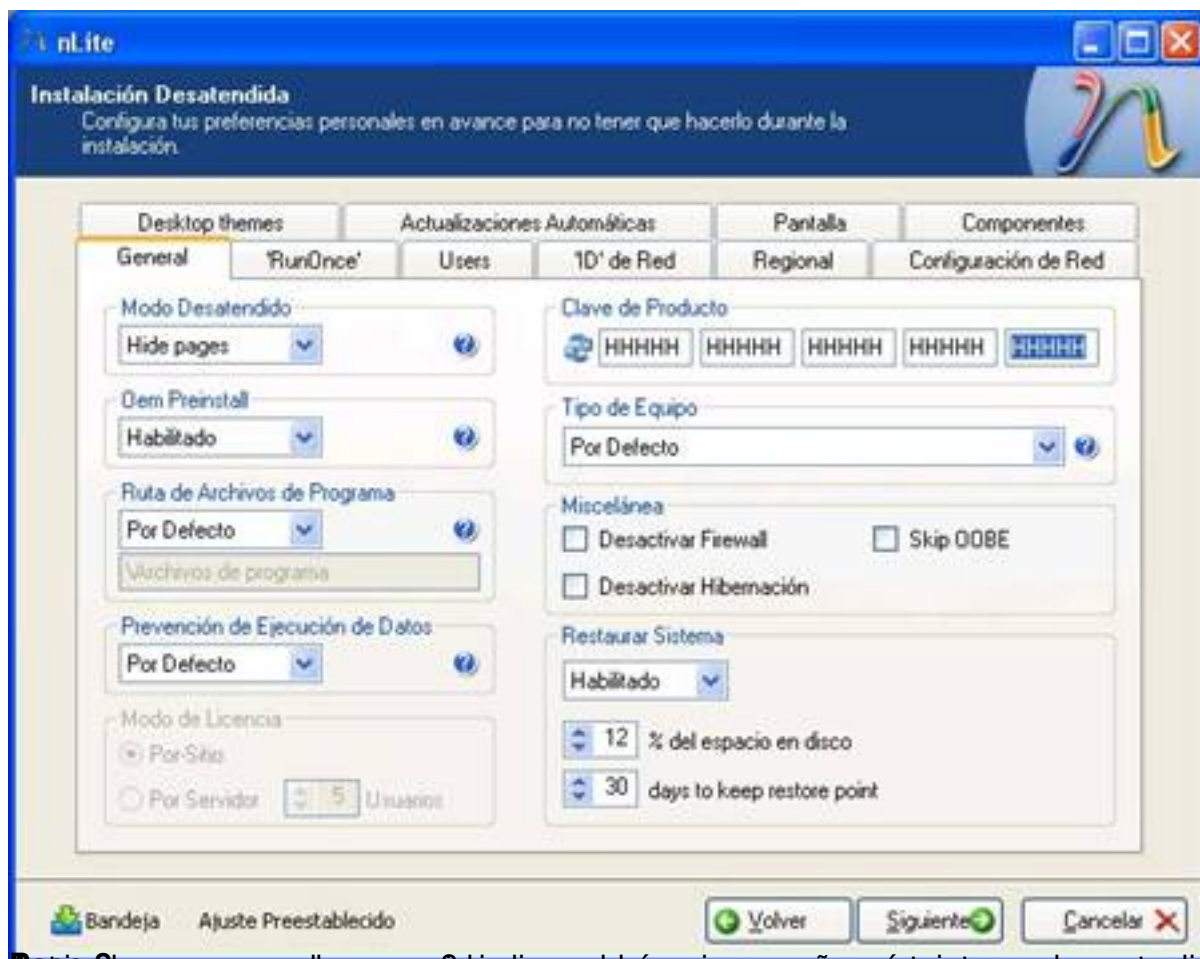 nLite
Instalación Desatendida
Configura tus preferencias personales en avance para no tener que hacerlo durante la
instalación.
Desktop themes Actualizaciones Automáticas Pantalla Componentes
General 'RunOnce' Users 'ID' de Red Regional Configuración de Red
Modo Desatendido
Hide pages
Oem Preinstall
Habilitado
Ruta de Archivos de Programa
Por Defecto
\Archivos de programa
Prevención de Ejecución de Datos
Por Defecto
Modo de Licencia
Por-Sitio
Por Servidor 5 Usuarios
Clave de Producto
HHHHH HHHHH HHHHH HHHHH HHHHH
Tipo de Equipo
Por Defecto
Miscelánea
Desactivar Firewall Skip OOBE
Desactivar Hibernación
Restaurar Sistema
Habilitado
12 % del espacio en disco
30 days to keep restore point
Bandeja Ajuste Preestablecido Volver Siguiente Cancelar